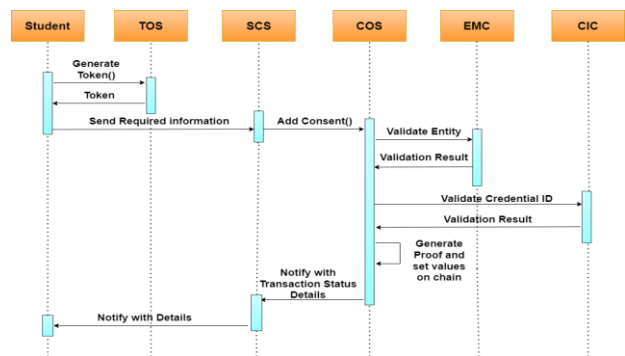 Student
TOS
SCS
COS
EMC
CIC
Generate
Token()
Token
Send Required information
Add Consent()
Validate Entity
Validation Result
Validate Credential ID
Validation Result
Generate
Proof and
set values
on chain
Notify with
Transaction Status
Details
Notify with Details